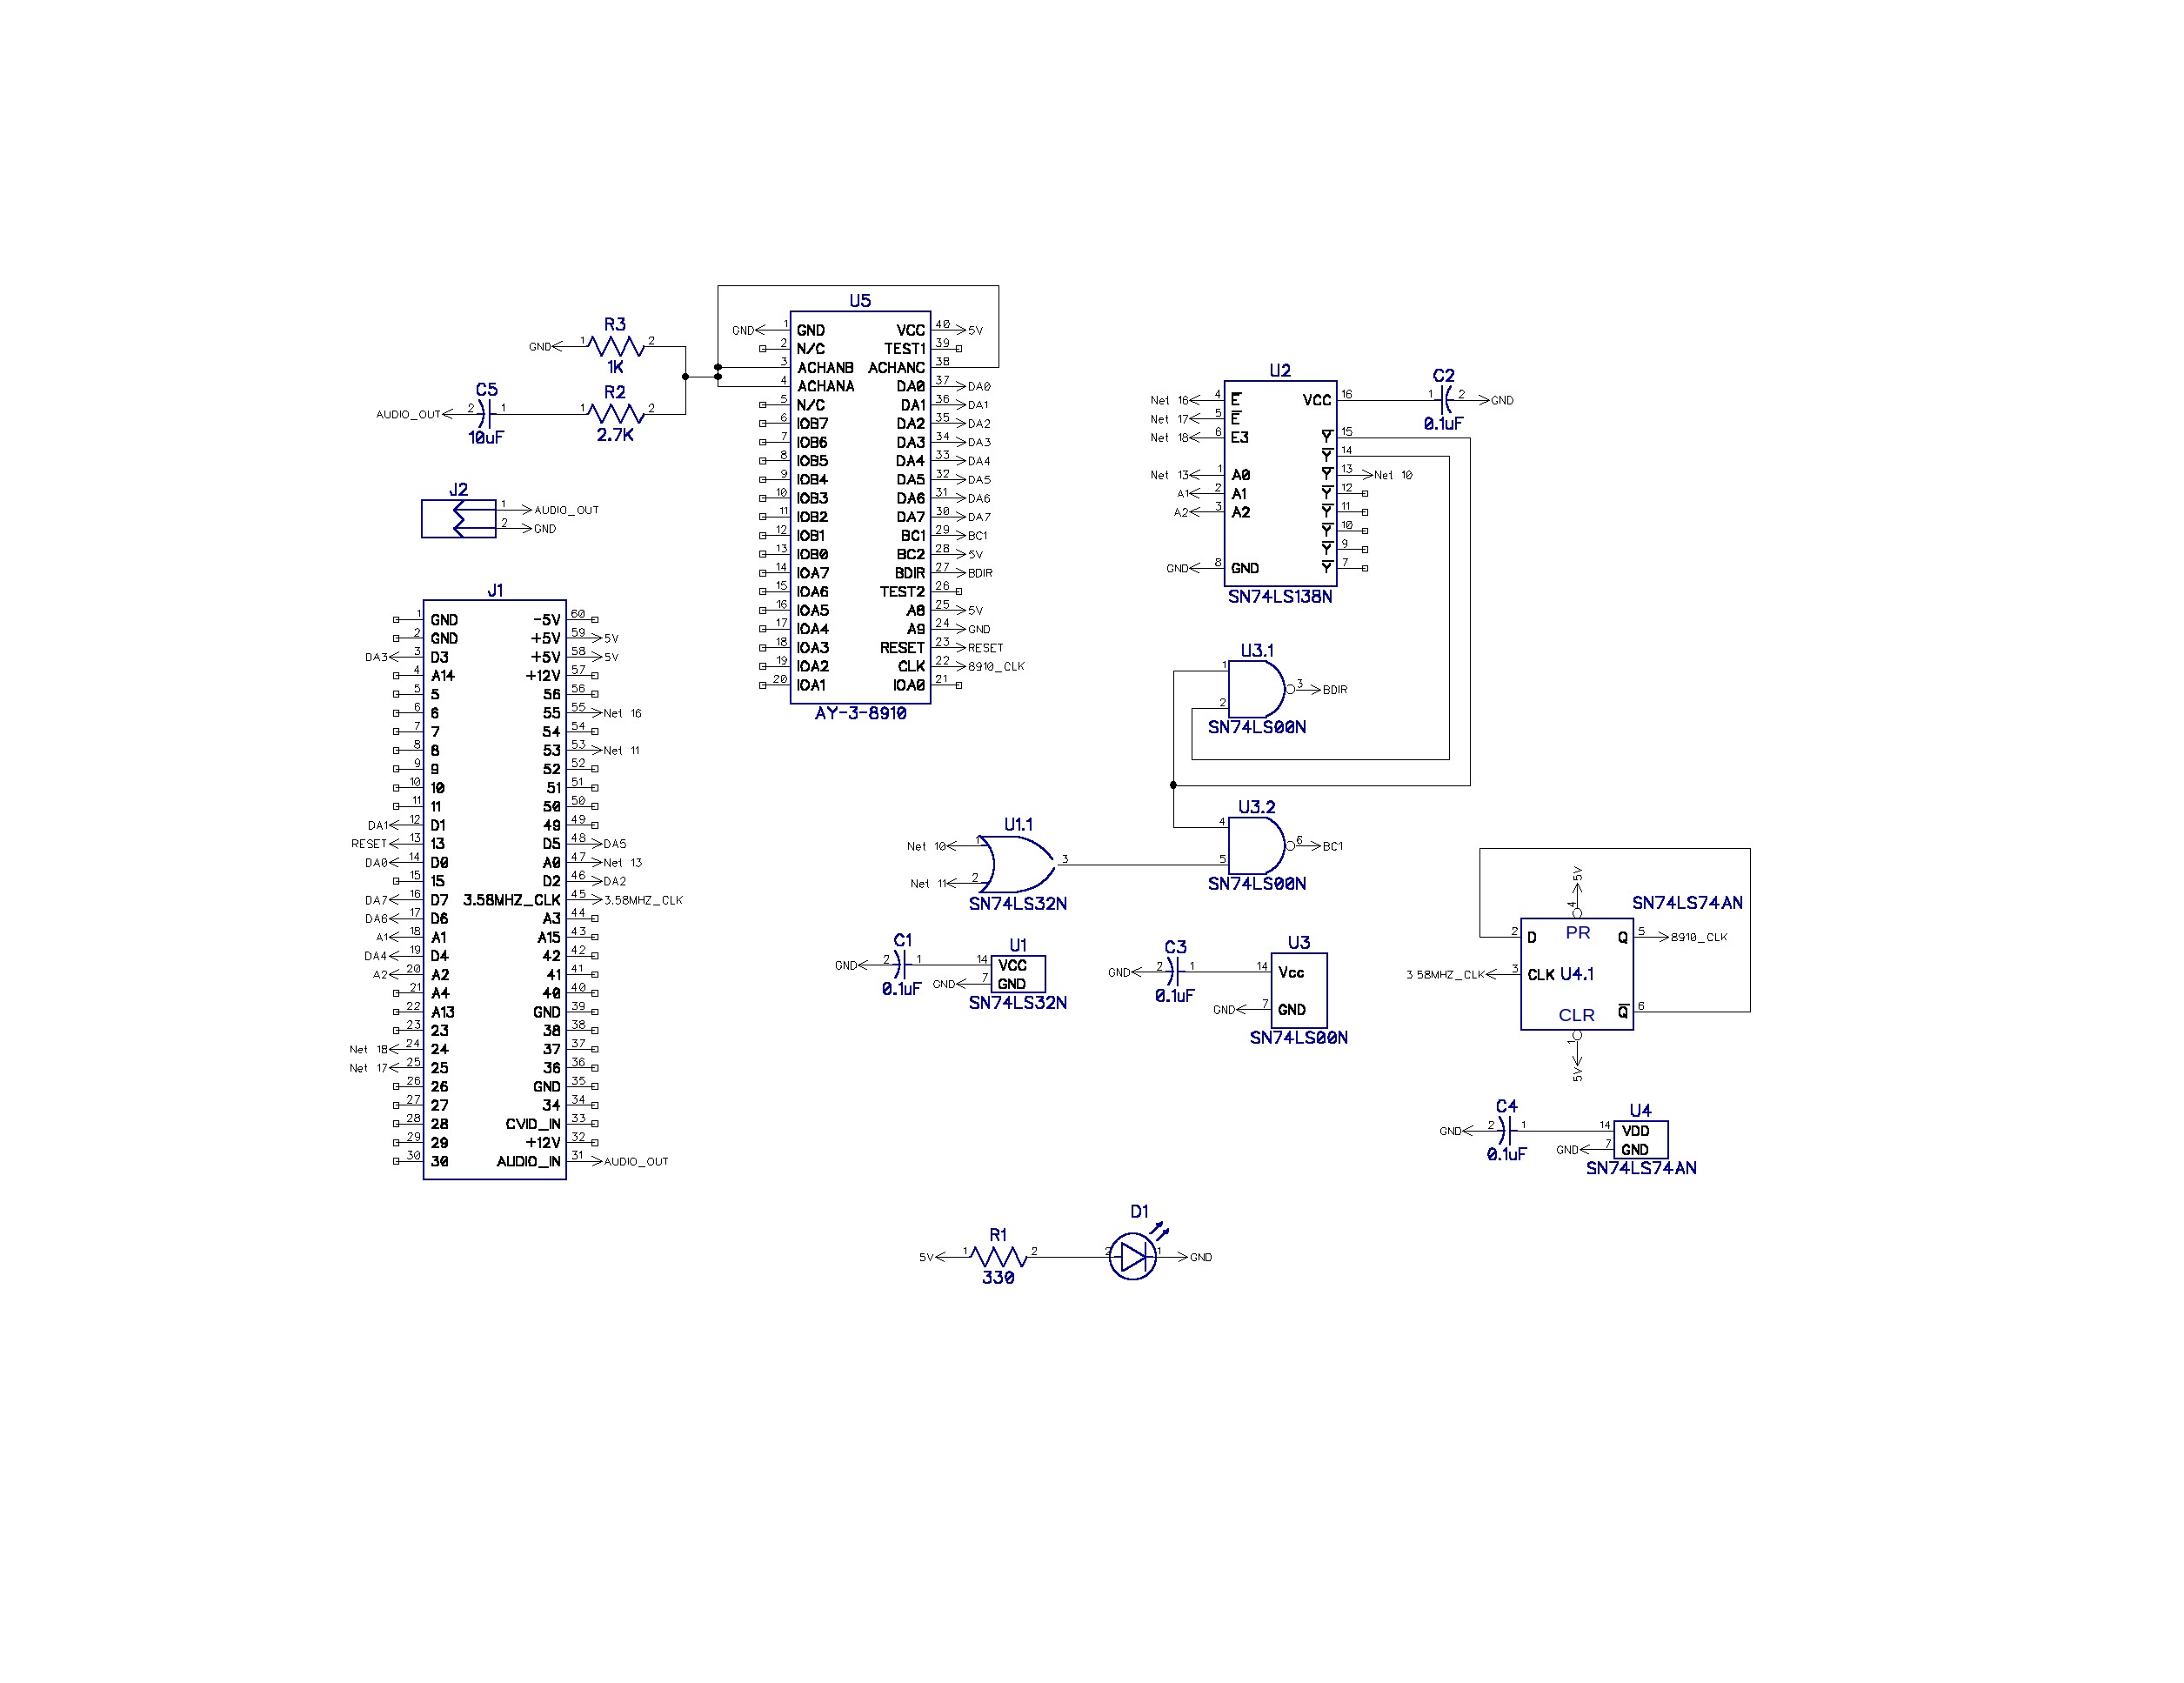 U5
AY-3-8910
GND 1 GND VCC 40 5V
2 N/C TEST1 39
3 ACHANB ACHANC 38
4 ACHANA DA0 37 DA0
5 N/C DA1 36 DA1
6 IOB7 DA2 35 DA2
7 IOB6 DA3 34 DA3
8 IOB5 DA4 33 DA4
9 IOB4 DA5 32 DA5
10 IOB3 DA6 31 DA6
11 IOB2 DA7 30 DA7
12 IOB1 BC1 29 BC1
13 IOB0 BC2 28 5V
14 IOA7 BDIR 27 BDIR
15 IOA6 TEST2 26
16 IOA5 A8 25 5V
17 IOA4 A9 24 GND
18 IOA3 RESET 23 RESET
19 IOA2 CLK 22 8910_CLK
20 IOA1 IOA0 21
R3
GND 1 2
1K
C5 R2
AUDIO_OUT 2 1 1 2
10uF 2.7K
J2
1 AUDIO_OUT
2 GND
J1
1 GND -5V 60
2 GND +5V 59 5V
DA3 3 D3 +5V 58 5V
4 A14 +12V 57
5 5 56 56
6 6 55 55 Net 16
7 7 54 54
8 8 53 53 Net 11
9 9 52 52
10 10 51 51
11 11 50 50
DA1 12 D1 49 49
RESET 13 13 D5 48 DA5
DA0 14 D0 A0 47 Net 13
15 15 D2 46 DA2
DA7 16 D7 3.58MHZ_CLK 45 3.58MHZ_CLK
DA6 17 D6 A3 44
A1 18 A1 A15 43
DA4 19 D4 42 42
A2 20 A2 41 41
21 A4 40 40
22 A13 GND 39
23 23 38 38
Net 18 24 24 37 37
Net 17 25 25 36 36
26 26 GND 35
27 27 34 34
28 28 CVID_IN 33
29 29 +12V 32
30 30 AUDIO_IN 31 AUDIO_OUT
U2
Net 16 4 E VCC 16
Net 17 5 E
Net 18 6 E3 Y 15
Y 14
Net 13 1 A0 Y 13 Net 10
A1 2 A1 Y 12
A2 3 A2 Y 11
Y 10
Y 9
GND 8 GND Y 7
SN74LS138N
C2
1 2 GND
0.1uF
U3.1
1
2
3 BDIR
SN74LS00N
U3.2
4
5
6 BC1
SN74LS00N
U1.1
Net 10 1
Net 11 2
3
SN74LS32N
C1 U1
GND 2 1 14 VCC
0.1uF GND 7 GND
SN74LS32N
C3 U3
GND 2 1 14 Vcc
0.1uF
GND 7 GND
SN74LS00N
5V
4
SN74LS74AN
PR
2 D Q 5 8910_CLK
3.58MHZ_CLK 3 CLK U4.1
CLR Q 6
1
5V
C4 U4
GND 2 1 14 VDD
0.1uF GND 7 GND
SN74LS74AN
R1 D1
5V 1 2 2 1 GND
330